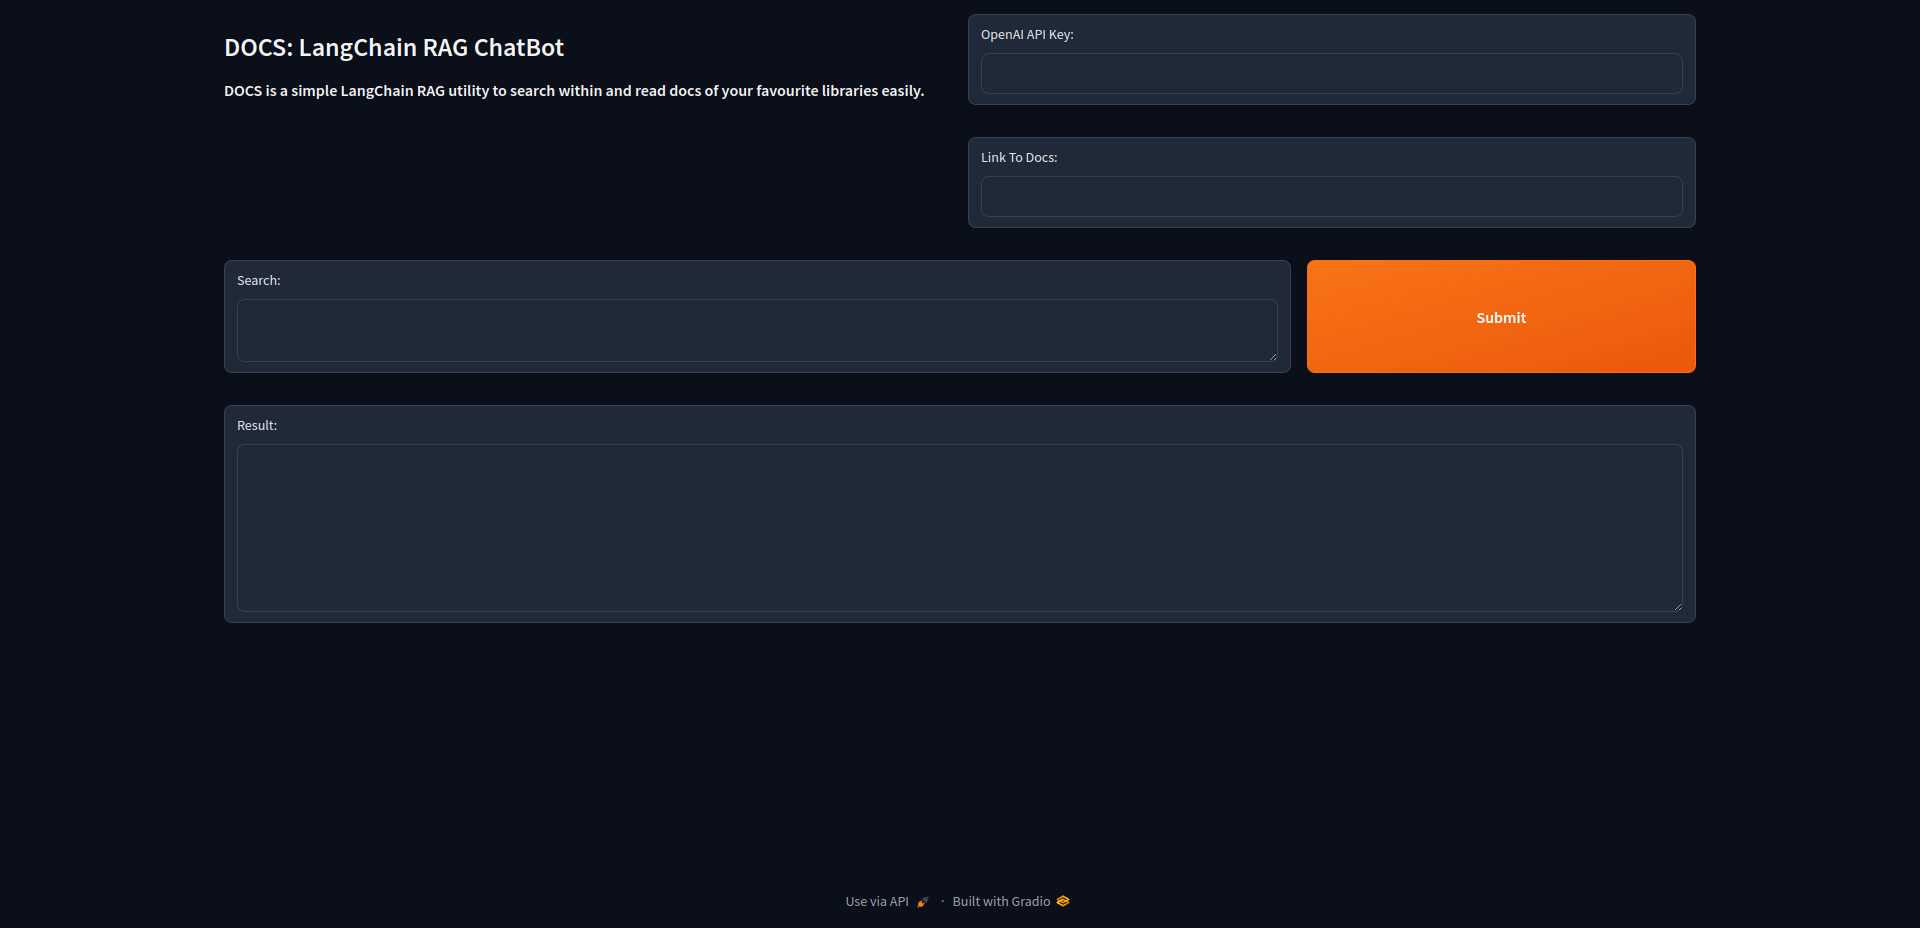 DOCS: LangChain RAG ChatBot
DOCS is a simple LangChain RAG utility to search within and read docs of your favourite libraries easily.
OpenAI API Key:
Link To Docs:
Search:
Submit
Result:
Use via API · Built with Gradio